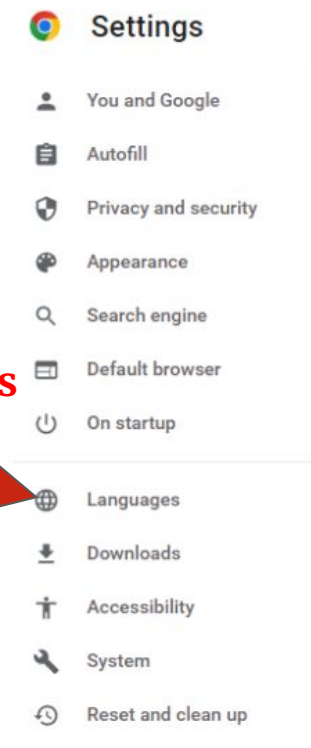 Settings
You and Google
Autofill
Privacy and security
Appearance
Search engine
Default browser
s
On startup
Languages
Downloads
Accessibility
System
Reset and clean up